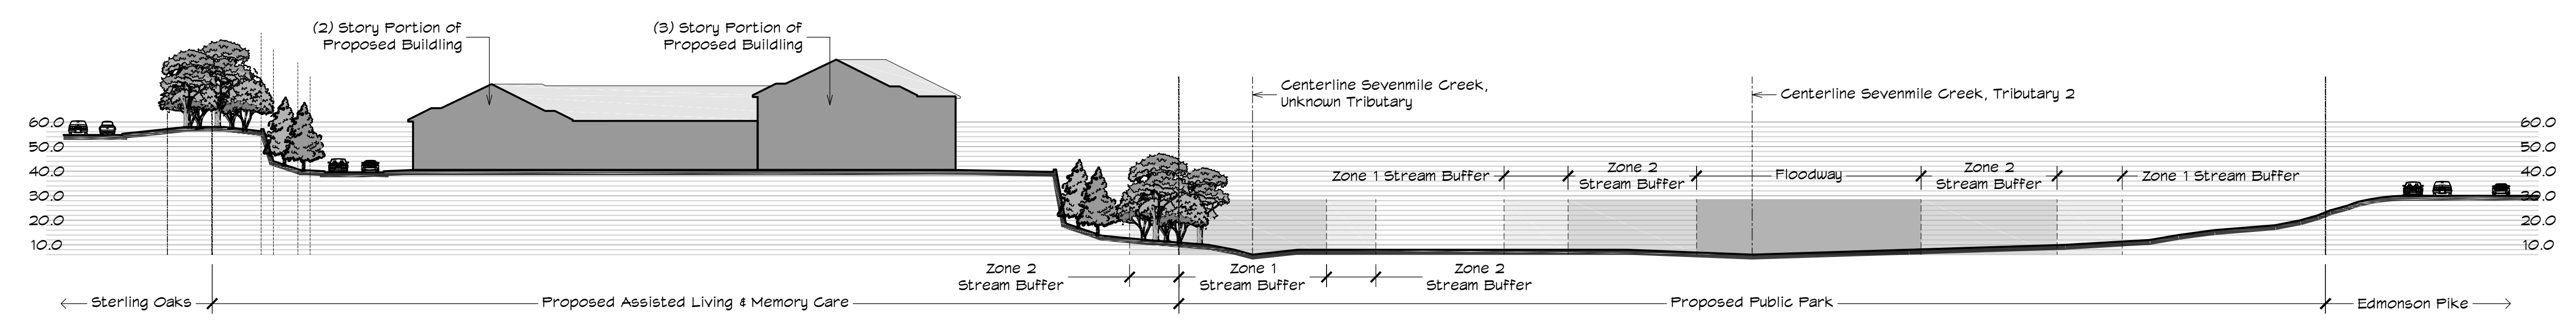 (2) Story Portion of
Proposed Buildling
(3) Story Portion of
Proposed Buildling
Centerline Sevenmile Creek,
Unknown Tributary
Centerline Sevenmile Creek, Tributary 2
60.0
50.0
40.0
30.0
20.0
10.0
60.0
50.0
40.0
30.0
20.0
10.0
Zone 1 Stream Buffer
Zone 2
Stream Buffer
Floodway
Zone 2
Stream Buffer
Zone 1 Stream Buffer
Zone 2
Stream Buffer
Zone 1
Stream Buffer
Zone 2
Stream Buffer
Sterling Oaks
Proposed Assisted Living & Memory Care
Proposed Public Park
Edmonson Pike